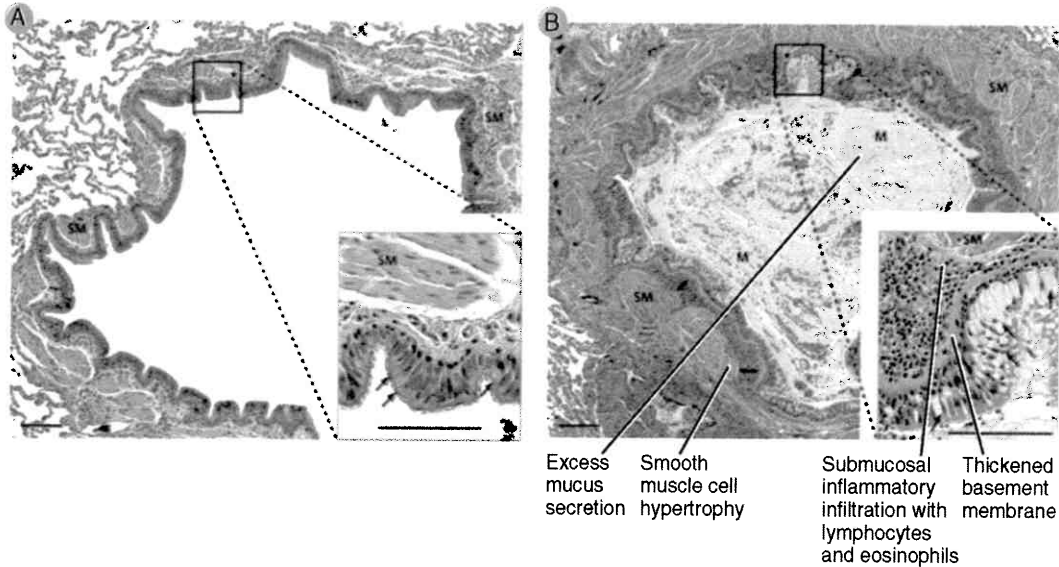 A
SM
SM
SM
B
SM
M
M
SM
SM
Excess
mucus
secretion
Smooth
muscle cell
hypertrophy
Submucosal
inflammatory
infiltration with
lymphocytes
and eosinophils
Thickened
basement
membrane